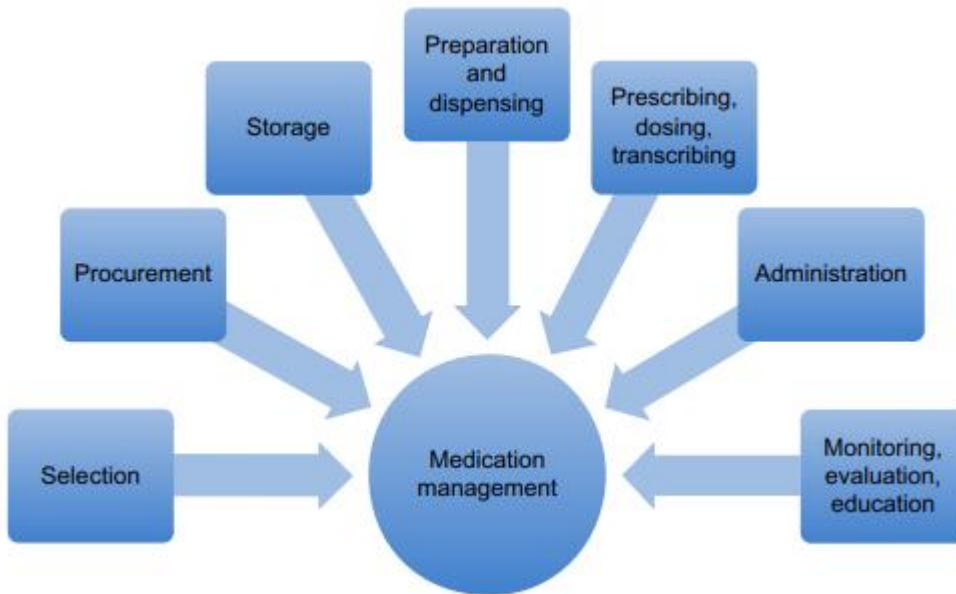 Preparation
and
dispensing
Storage
Prescribing,
dosing,
transcribing
Procurement
Administration
Selection
Medication
management
Monitoring,
evaluation,
education